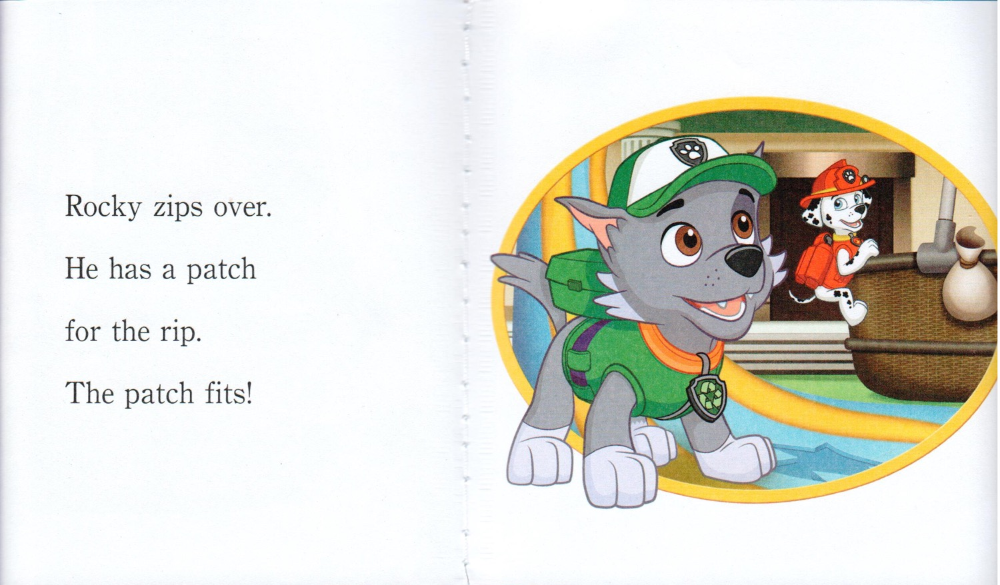 Rocky zips over.
He has a patch
for the rip.
The patch fits!